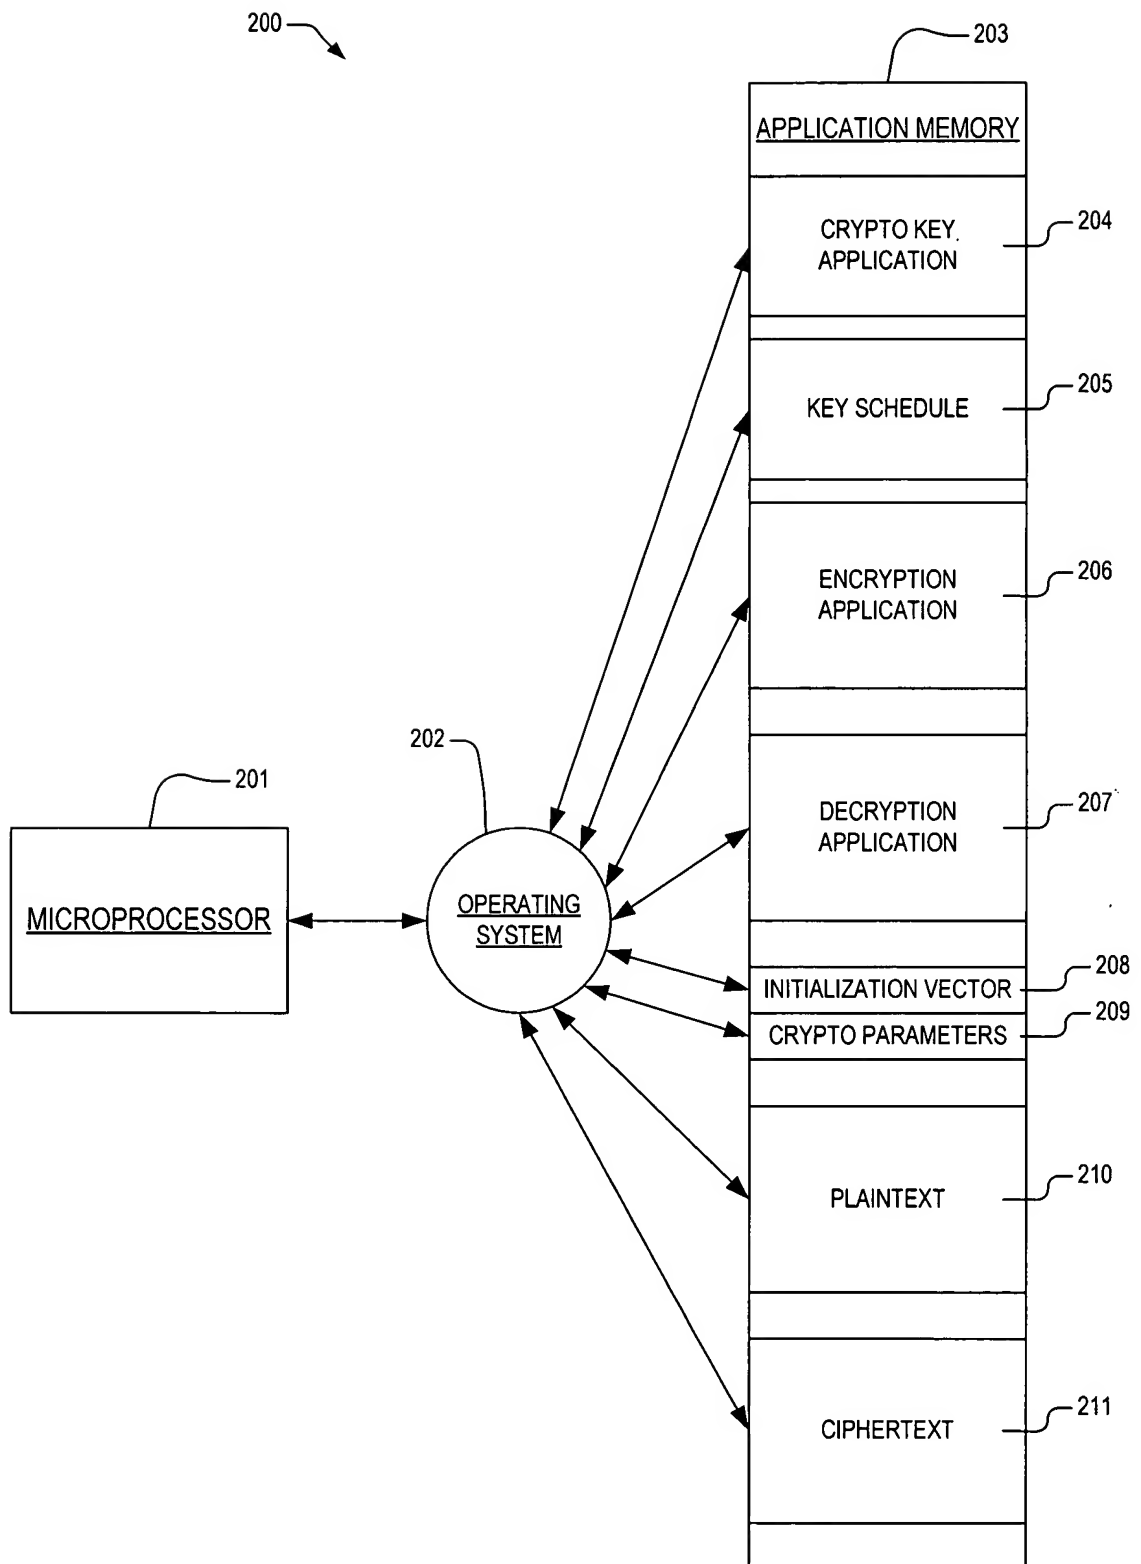 200
203
APPLICATION MEMORY
CRYPTO KEY
APPLICATION
204
KEY SCHEDULE
205
ENCRYPTION
APPLICATION
206
202
201
DECRYPTION
APPLICATION
207
MICROPROCESSOR
OPERATING
SYSTEM
208
INITIALIZATION VECTOR
209
CRYPTO PARAMETERS
PLAINTEXT
210
CIPHERTEXT
211